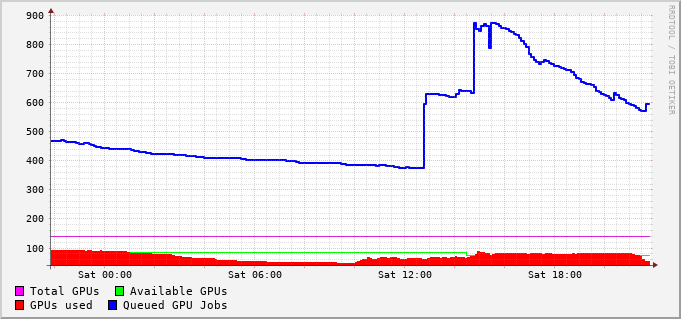 900
800
700
600
500
400
300
200
100
Sat 00:00 Sat 06:00 Sat 12:00 Sat 18:00
Total GPUs Available GPUs
GPUs used Queued GPU Jobs
RRDTOOL / TOBI OETIKER